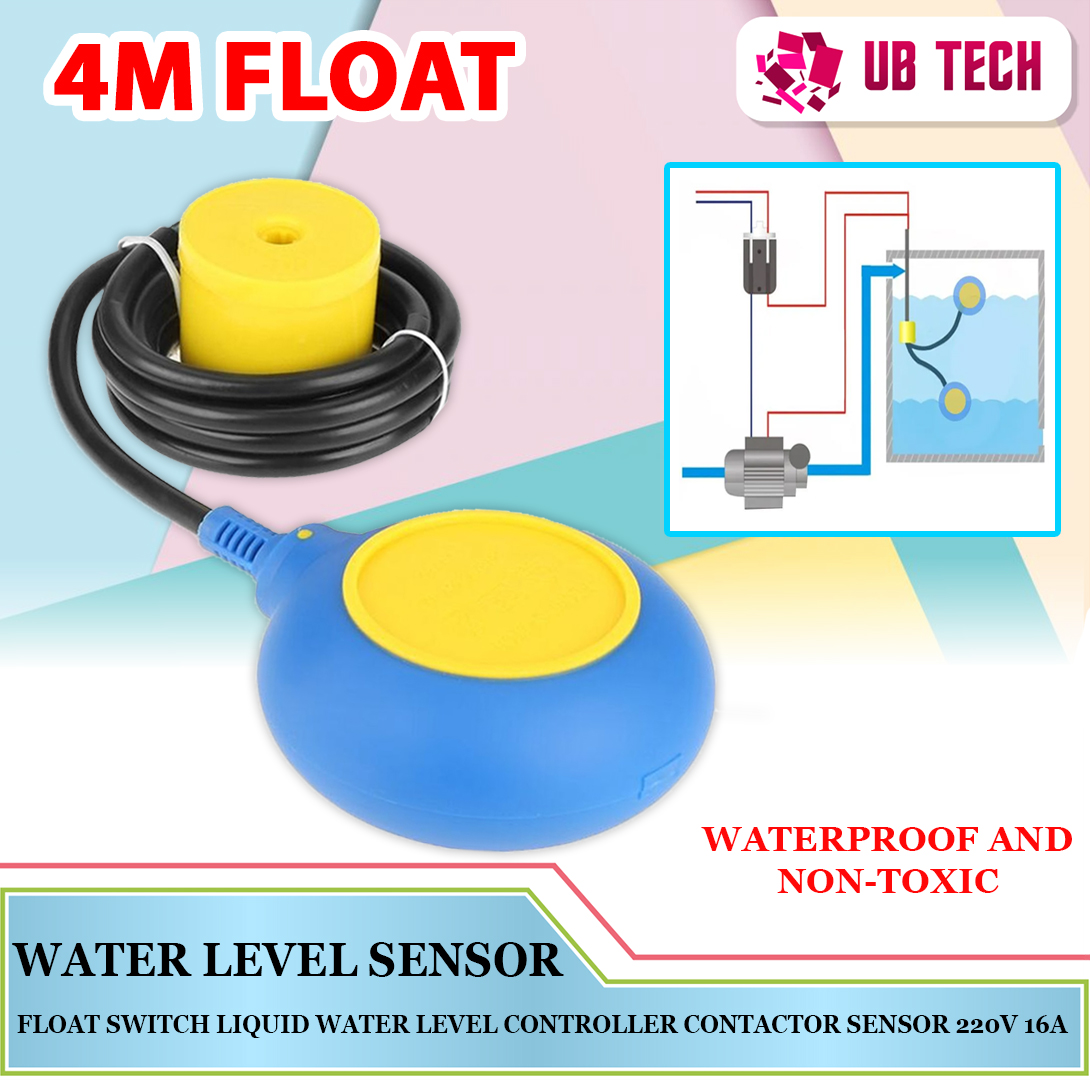 4M FLOAT
UB TECH
WATERPROOF AND
NON-TOXIC
WATER LEVEL SENSOR
FLOAT SWITCH LIQUID WATER LEVEL CONTROLLER CONTACTOR SENSOR 220V 16A